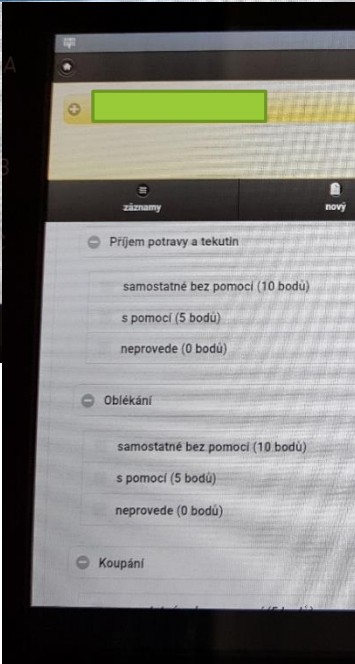 záznamy
nový
Příjem potravy a tekutin
samostatně bez pomoci (10 bodů)
s pomocí (5 bodů)
neprovede (0 bodů)
Oblékání
samostatně bez pomoci (10 bodů)
s pomocí (5 bodů)
neprovede (0 bodů)
Koupání